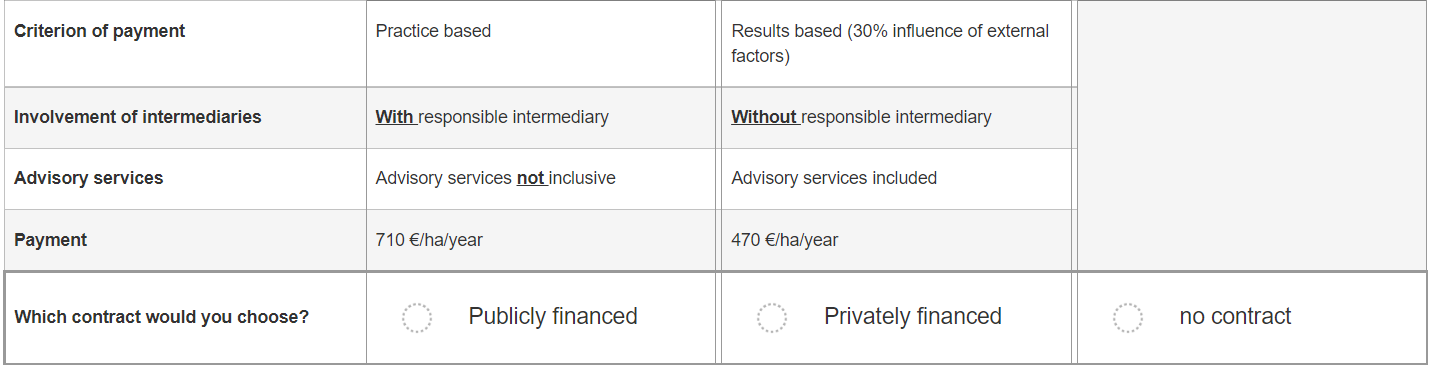 Criterion of payment
Practice based
Results based (30% influence of external
factors)
Involvement of intermediaries
With responsible intermediary
Without responsible intermediary
Advisory services
Advisory services not inclusive
Advisory services included
Payment
710 €/ha/year
470 €/ha/year
Which contract would you choose?
Publicly financed
Privately financed
no contract